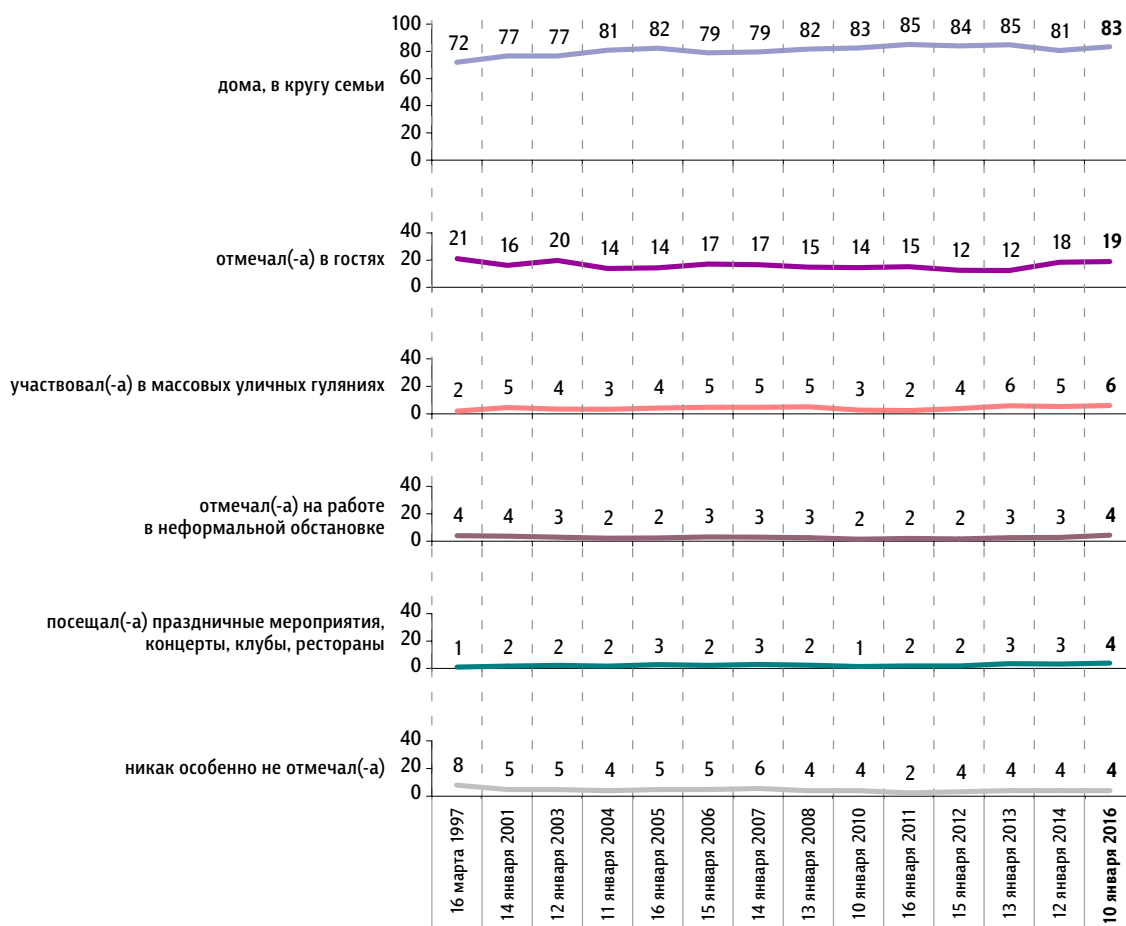 100
80
60
40
20
0
72 77 77 81 82 79 79 82 83 85 84 85 81 83
дома, в кругу семьи
40
20
0
21 16 20 14 14 17 17 15 14 15 12 12 18 19
отмечал(-а) в гостях
40
20
0
2 5 4 3 4 5 5 5 3 2 4 6 5 6
участвовал(-а) в массовых уличных гуляниях
40
20
0
4 4 3 2 2 3 3 3 2 2 2 3 3 4
отмечал(-а) на работе
в неформальной обстановке
40
20
0
1 2 2 2 3 2 3 2 1 2 2 3 3 4
посещал(-а) праздничные мероприятия,
концерты, клубы, рестораны
40
20
0
8 5 5 4 5 5 6 4 4 2 4 4 4 4
никак особенно не отмечал(-а)
16 марта 1997
14 января 2001
12 января 2003
11 января 2004
16 января 2005
15 января 2006
14 января 2007
13 января 2008
10 января 2010
16 января 2011
15 января 2012
13 января 2013
12 января 2014
10 января 2016